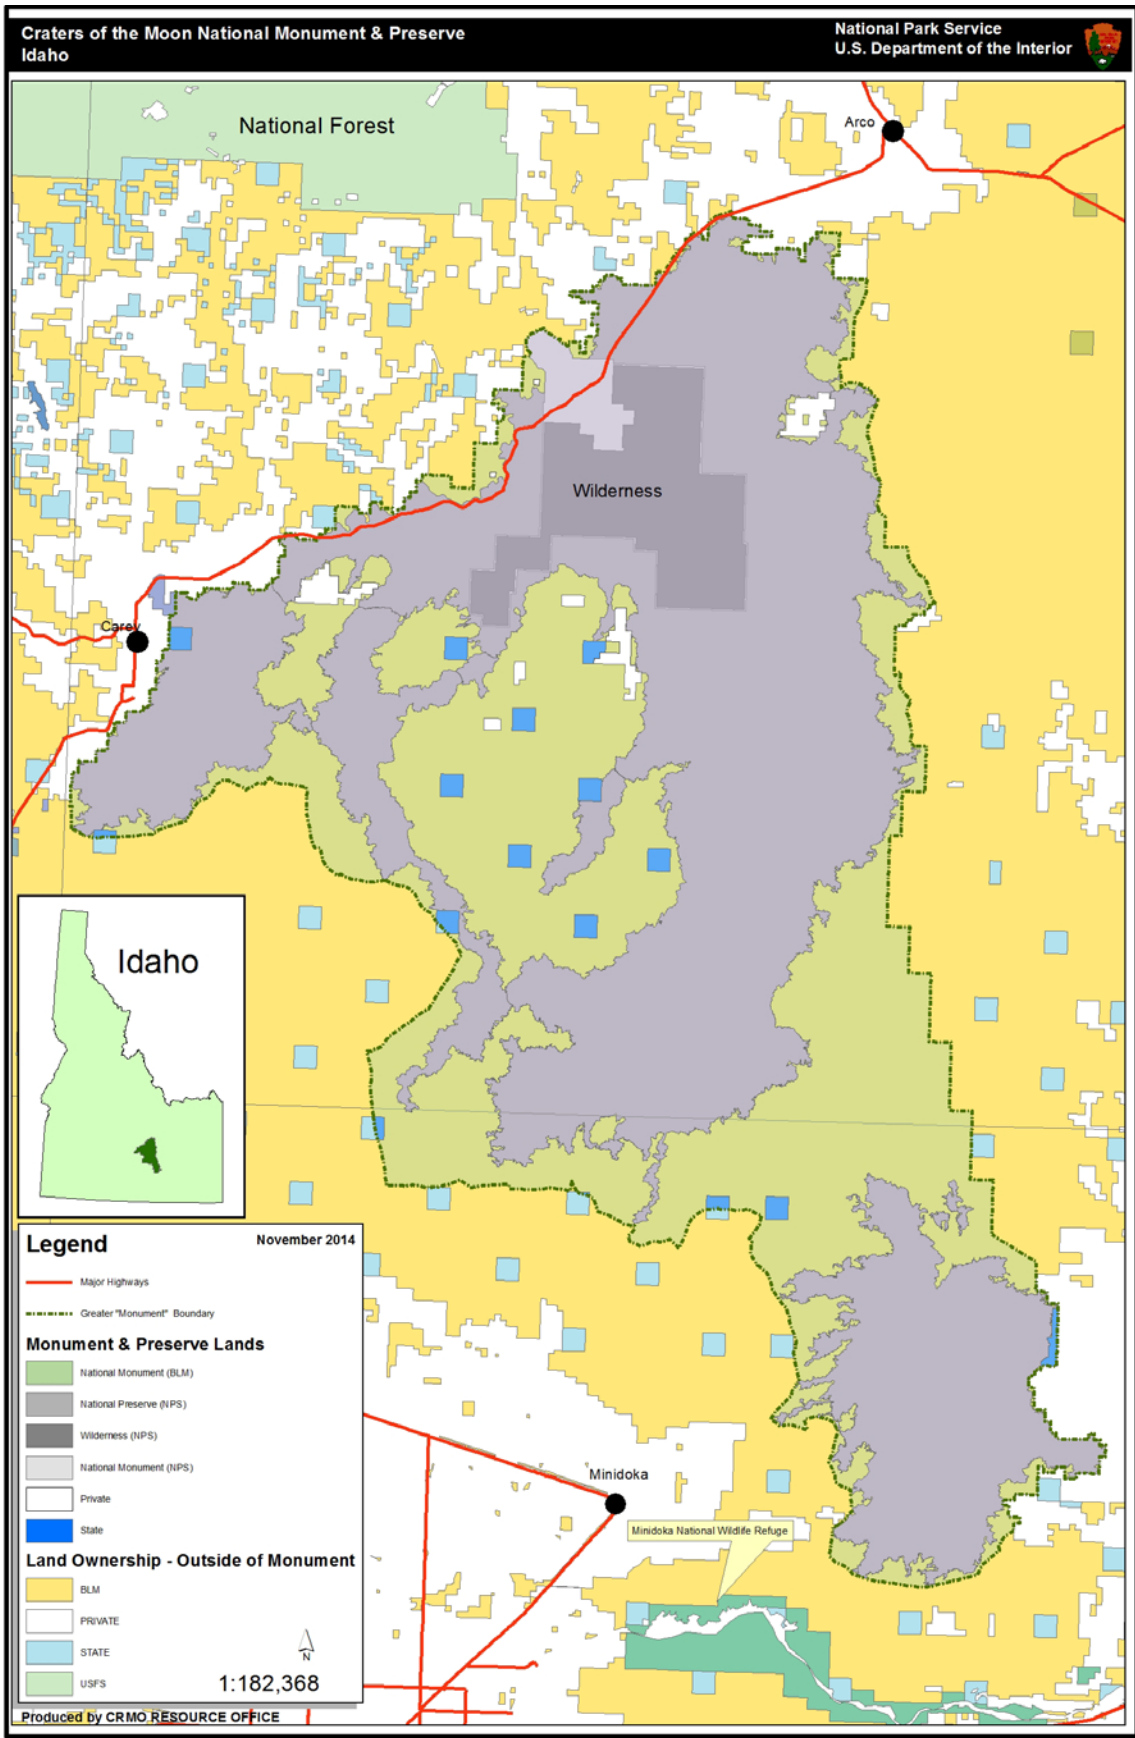 Craters of the Moon National Monument & Preserve
Idaho
National Park Service
U.S. Department of the Interior
National Forest
Arco
Wilderness
Carey
Idaho
Legend
November 2014
Major Highways
Greater "Monument" Boundary
Monument & Preserve Lands
National Monument (BLM)
National Preserve (NPS)
Wilderness (NPS)
National Monument (NPS)
Private
State
Land Ownership - Outside of Monument
BLM
PRIVATE
STATE
USFS
N
1:182,368
Minidoka
Minidoka National Wildlife Refuge
Produced by CRMO RESOURCE OFFICE